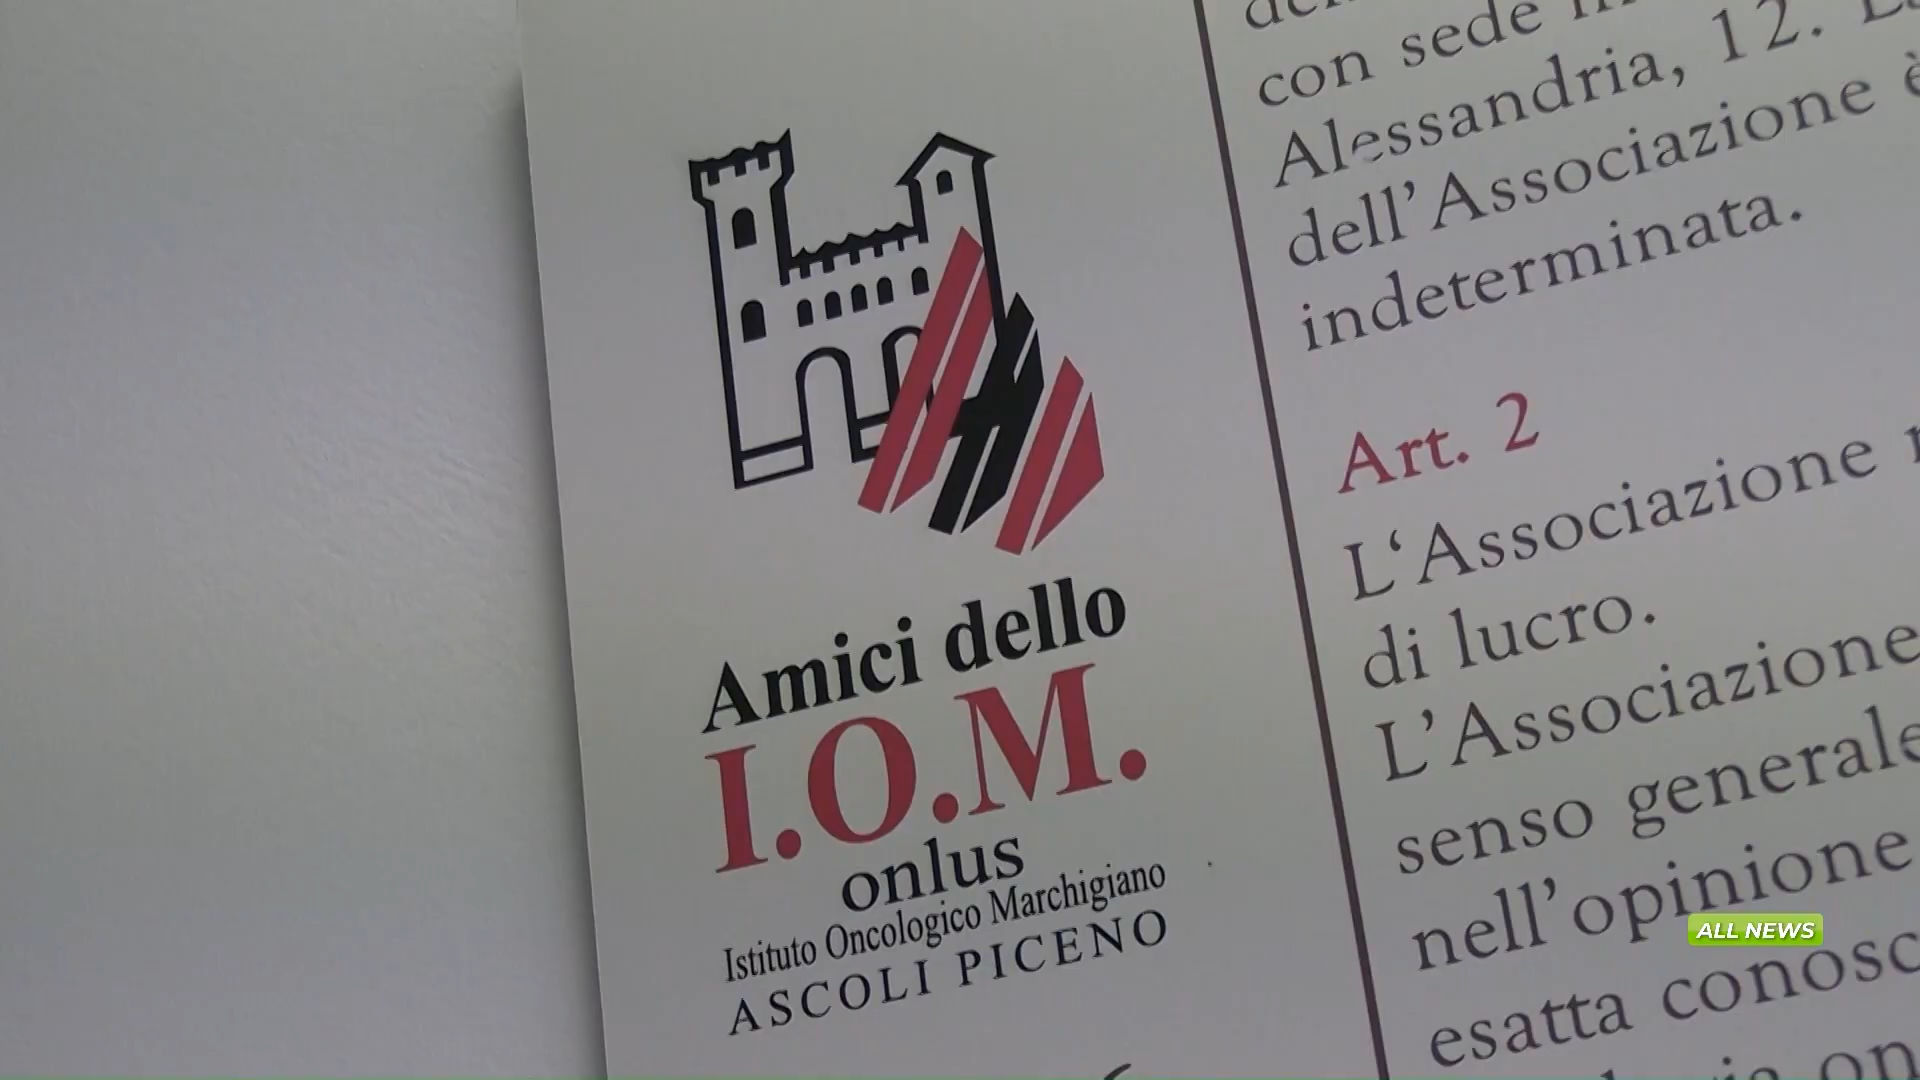 Amici dello
I.O.M.
onlus
Istituto Oncologico Marchigiano
ASCOLI PICENO
con sede
Alessandria, 12.
dell'Associazione è
indeterminata.
Art. 2
L‘Associazione
di lucro.
L'Associazione
senso generale
nell'opinione
esatta
ALL NEWS